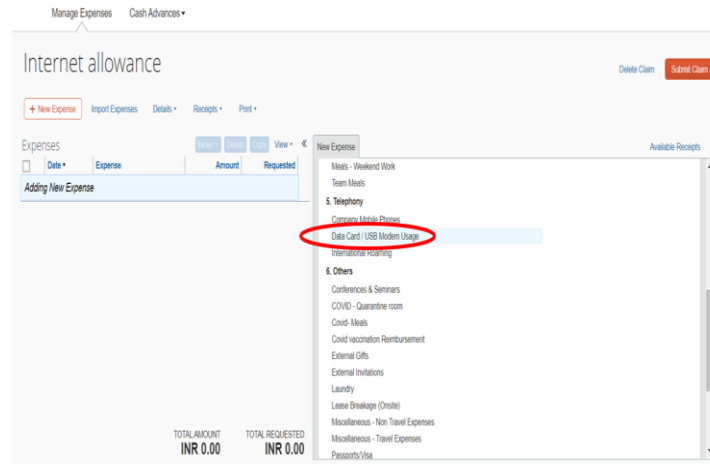 Manage Expenses Cash Advances ▾
Internet allowance
Delete Claim Submit Claim
+ New Expense Import Expenses Details ▾ Receipts ▾ Print ▾
Expenses Move ▾ Delete Copy View ▾ «
Date ▾ Expense Amount Requested
Adding New Expense
TOTAL AMOUNT TOTAL REQUESTED
INR 0.00 INR 0.00
New Expense Available Receipts
Meals - Weekend Work
Team Meals
5. Telephony
Company Mobile Phones
Data Card / USB Modem Usage
International Roaming
6. Others
Conferences & Seminars
COVID - Quarantine room
Covid- Meals
Covid vacconation Reimbursement
External Gifts
External Invitations
Laundry
Lease Breakage (Onsite)
Miscellaneous - Non Travel Expenses
Miscellaneous - Travel Expenses
Passports/Visa